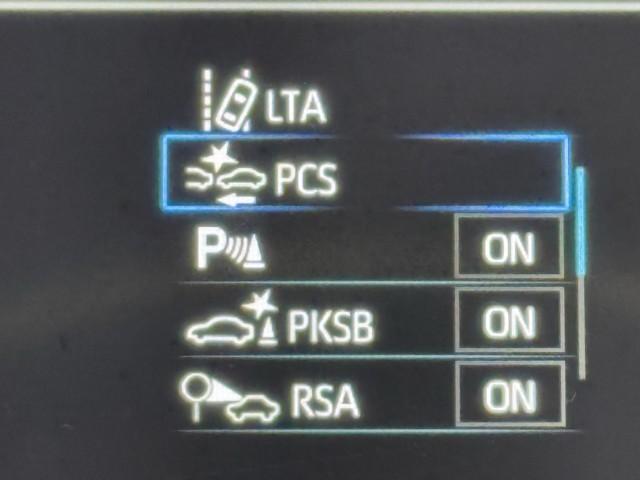 LTA
PCS
P ON
PKSB ON
RSA ON